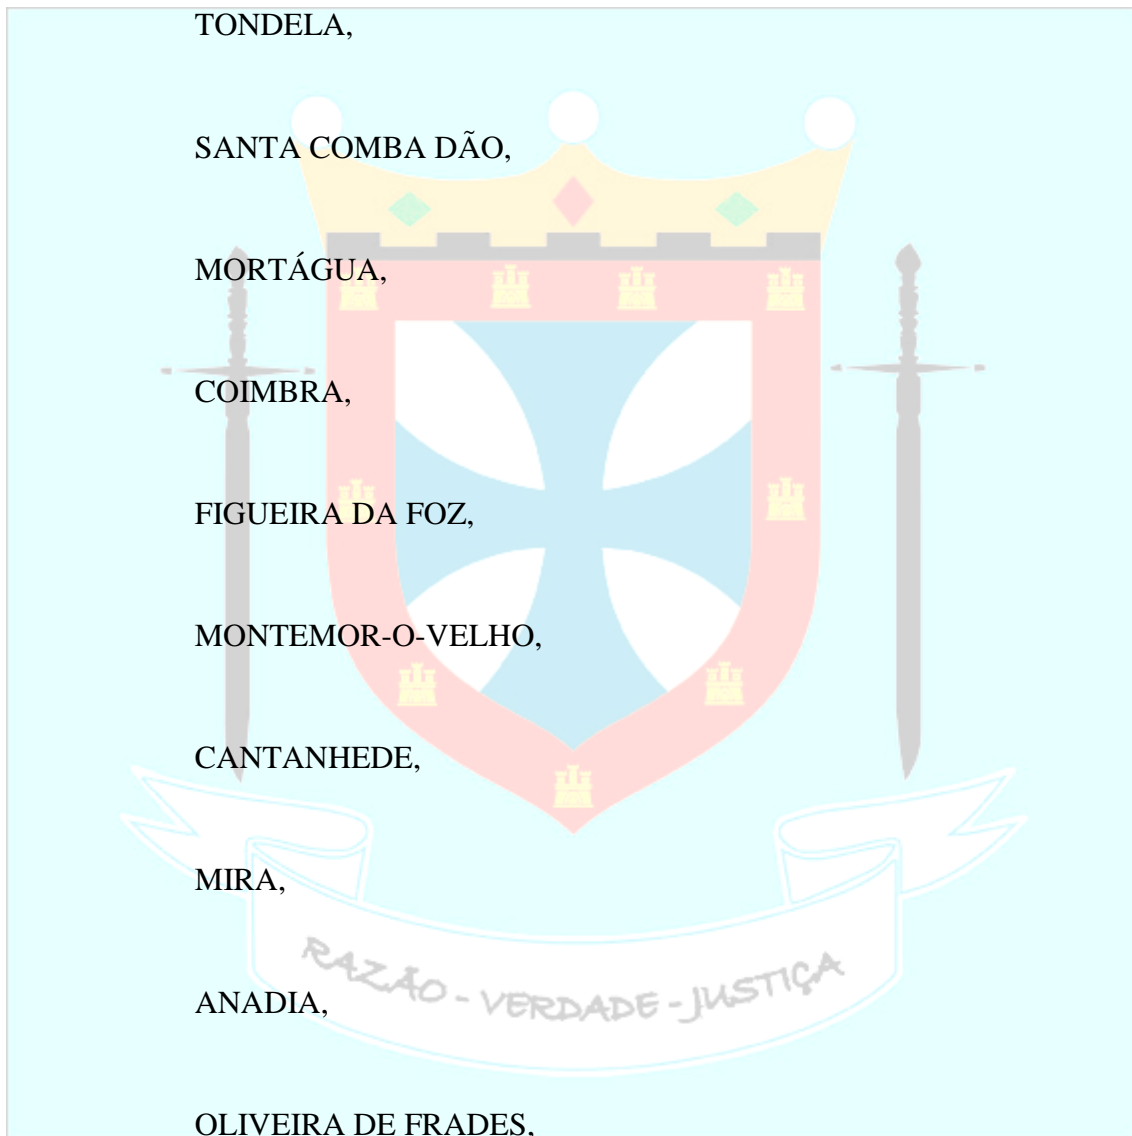 TONDELA,
SANTA COMBA DÃO,
MORTÁGUA,
COIMBRA,
FIGUEIRA DA FOZ,
MONTEMOR-O-VELHO,
CANTANHEDE,
MIRA,
RAZÃO - VERDADE - JUSTIÇA
ANADIA,
OLIVEIRA DE FRADES,